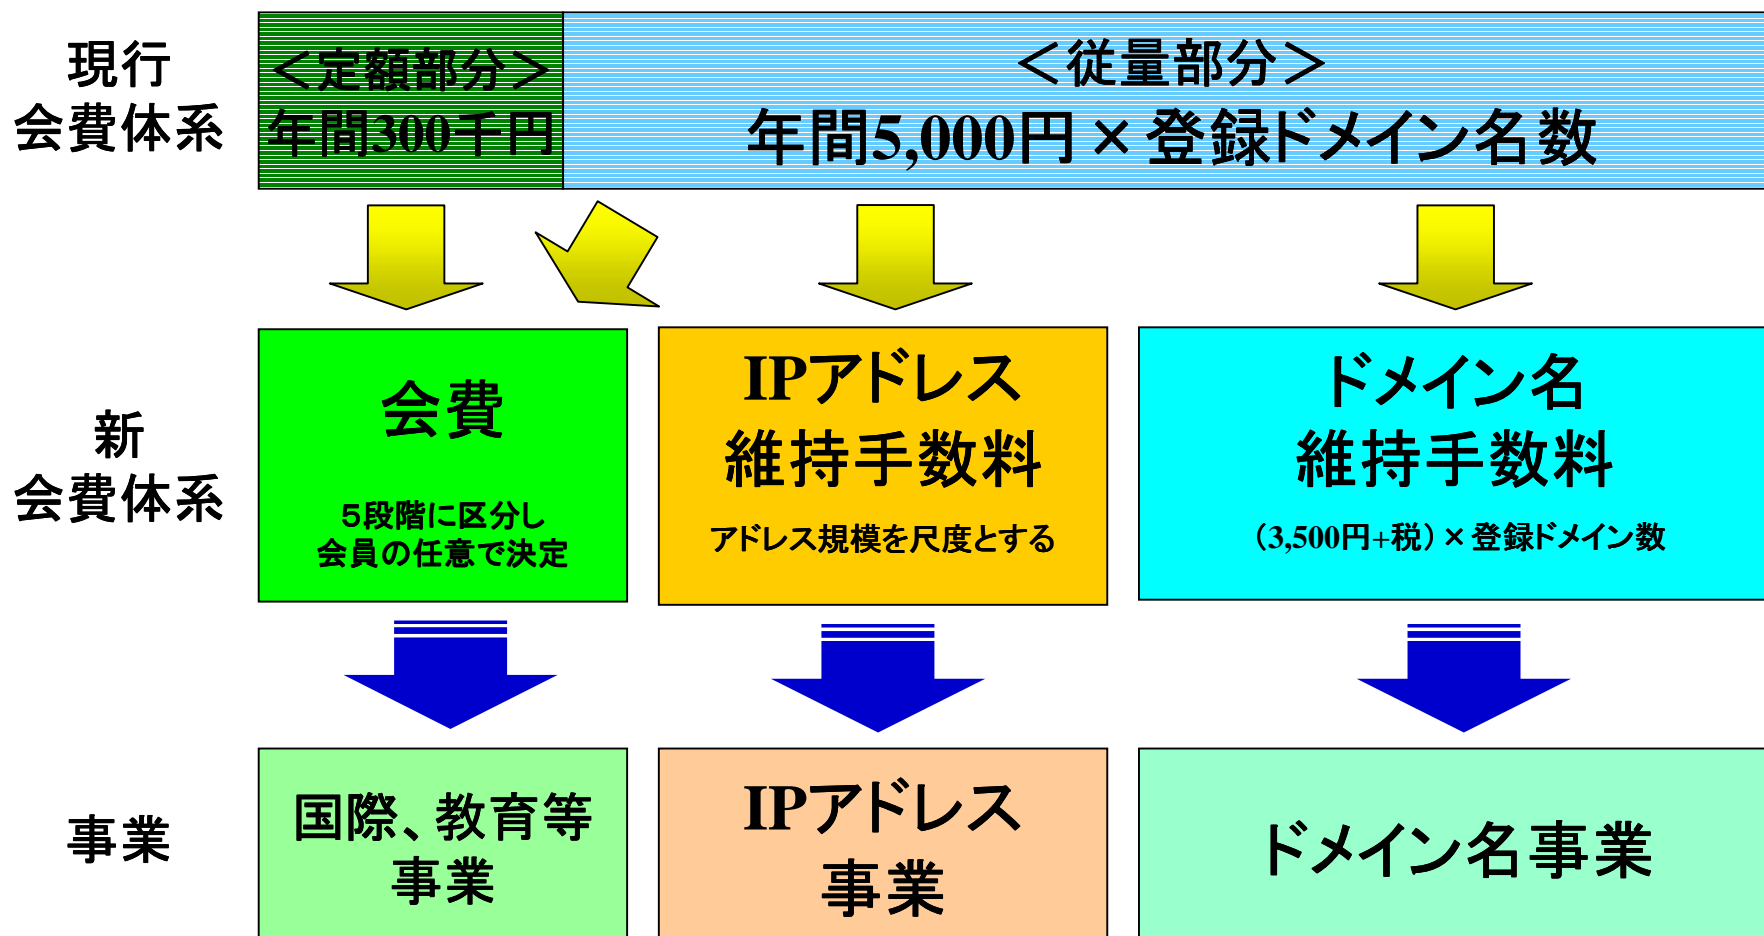 現行
会費体系
＜定額部分＞
年間300千円
＜従量部分＞
年間5,000円×登録ドメイン名数
新
会費体系
会費
５段階に区分し
会員の任意で決定
IPアドレス
維持手数料
アドレス規模を尺度とする
ドメイン名
維持手数料
（3,500円+税）×登録ドメイン数
事業
国際、教育等
事業
IPアドレス
事業
ドメイン名事業